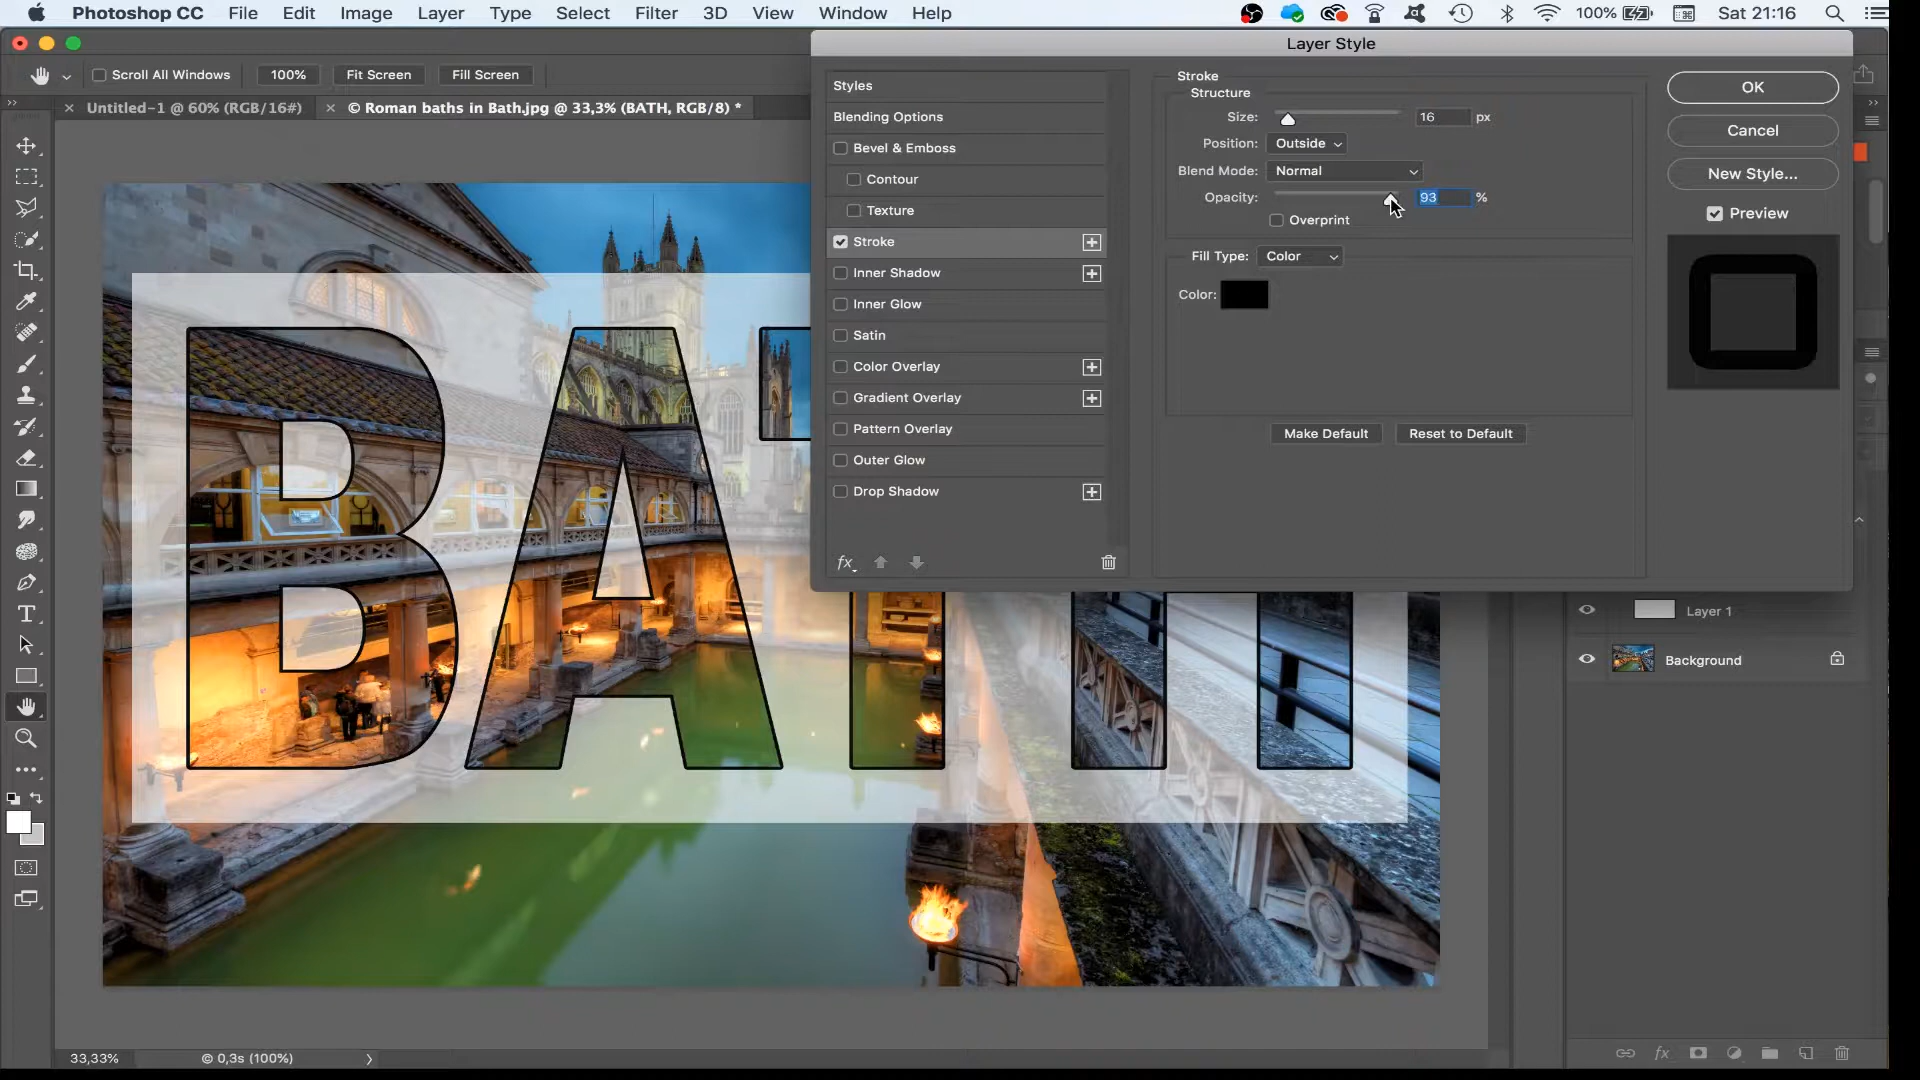 Photoshop CC File Edit Image Layer Type Select Filter 3D View Window Help 100% Sat 21:16
Layer Style
Scroll All Windows 100% Fit Screen Fill Screen
Untitled-1 @ 60% (RGB/16#) © Roman baths in Bath.jpg @ 33,3% (BATH, RGB/8) *
Styles
Blending Options
Bevel & Emboss
Contour
Texture
Stroke
Inner Shadow
Inner Glow
Satin
Color Overlay
Gradient Overlay
Pattern Overlay
Outer Glow
Drop Shadow
fx
Stroke
Structure
Size: 16 px
Position: Outside
Blend Mode: Normal
Opacity: 93 %
Overprint
Fill Type: Color
Color:
Make Default Reset to Default
OK
Cancel
New Style...
Preview
BATH
Layer 1
Background
33,33% © 0,3s (100%)
fx